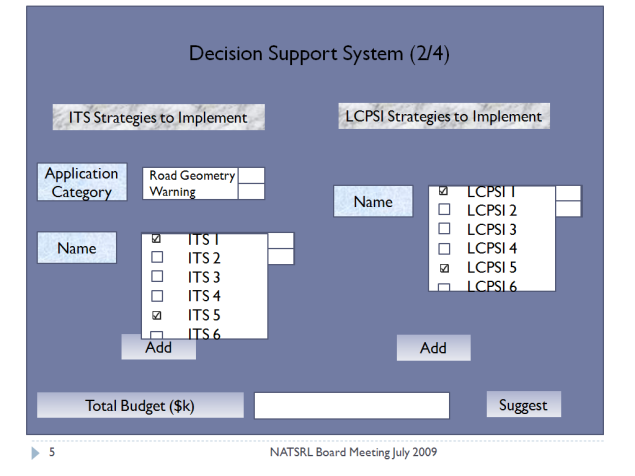 Decision Support System (2/4)
ITS Strategies to Implement
LCPSI Strategies to Implement
Application
Category
Road Geometry
Warning
Name
ITS 1
ITS 2
ITS 3
ITS 4
ITS 5
ITS 6
Add
Name
LCPSI 1
LCPSI 2
LCPSI 3
LCPSI 4
LCPSI 5
LCPSI 6
Add
Total Budget ($k)
Suggest
5
NATSRL Board Meeting July 2009